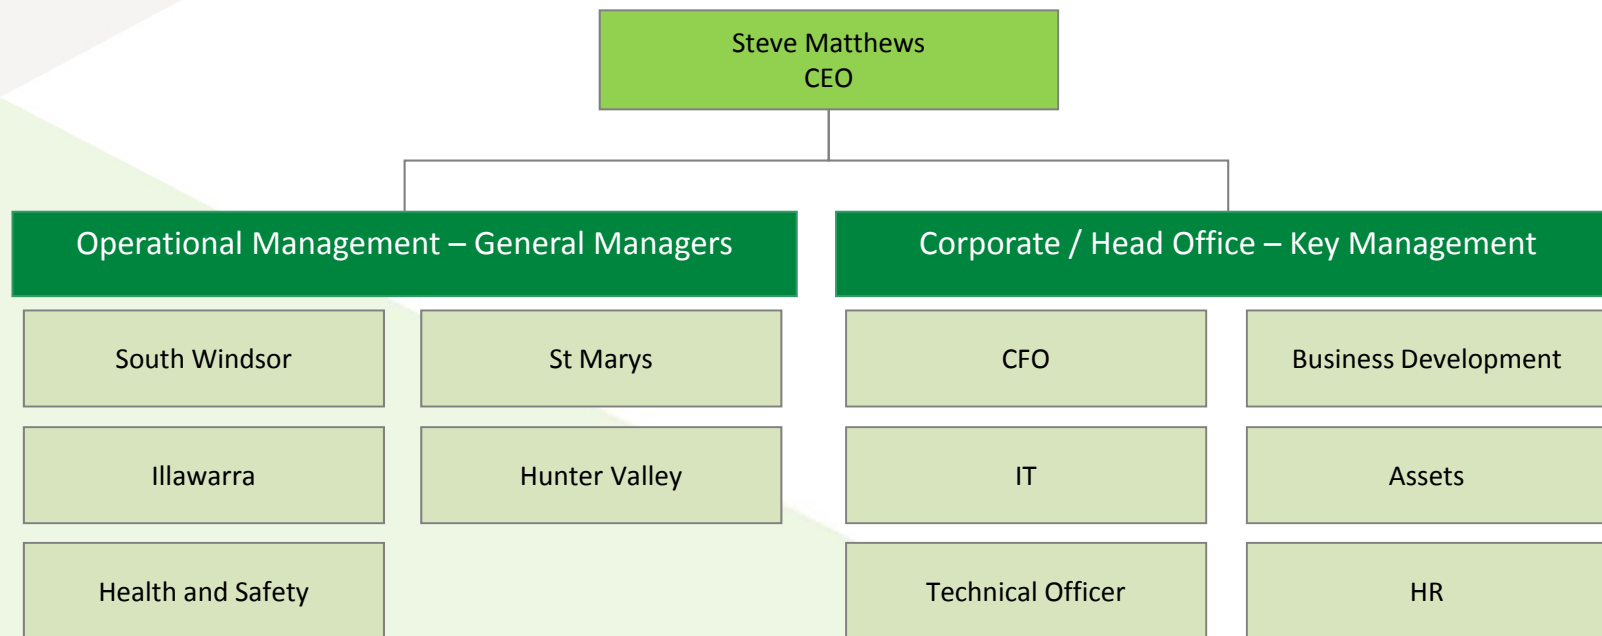 Steve Matthews
CEO
Operational Management – General Managers
Corporate / Head Office – Key Management
South Windsor
St Marys
CFO
Business Development
Illawarra
Hunter Valley
IT
Assets
Health and Safety
Technical Officer
HR